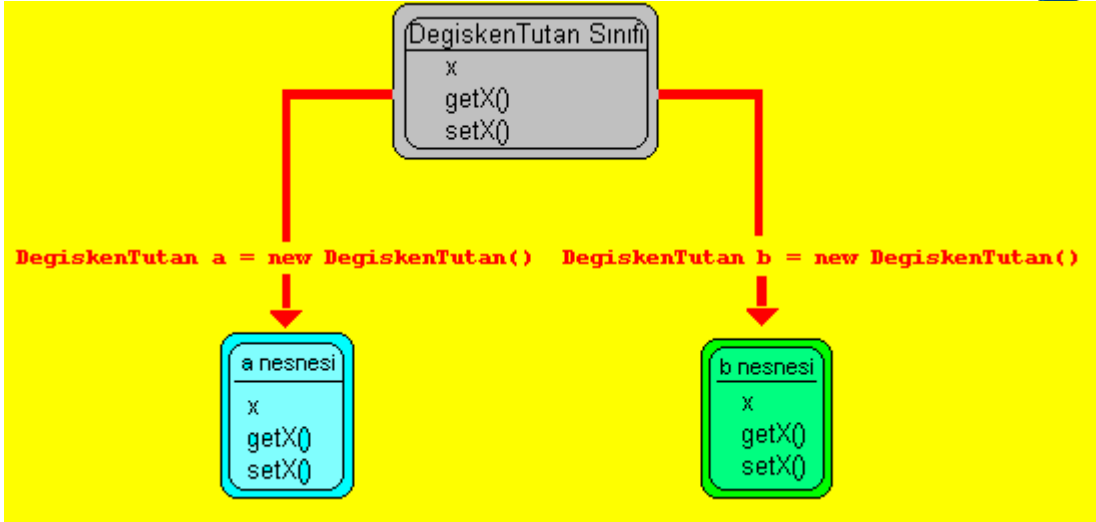 DegiskenTutan Sınıfı
x
getX()
setX()
DegiskenTutan a = new DegiskenTutan()
DegiskenTutan b = new DegiskenTutan()
a nesnesi
x
getX()
setX()
b nesnesi
x
getX()
setX()